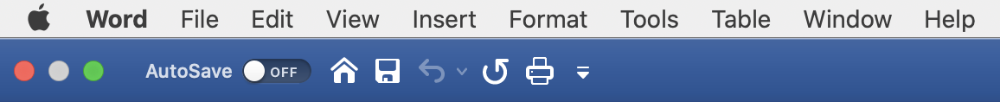 Word File Edit View Insert Format Tools Table Window Help
AutoSave OFF